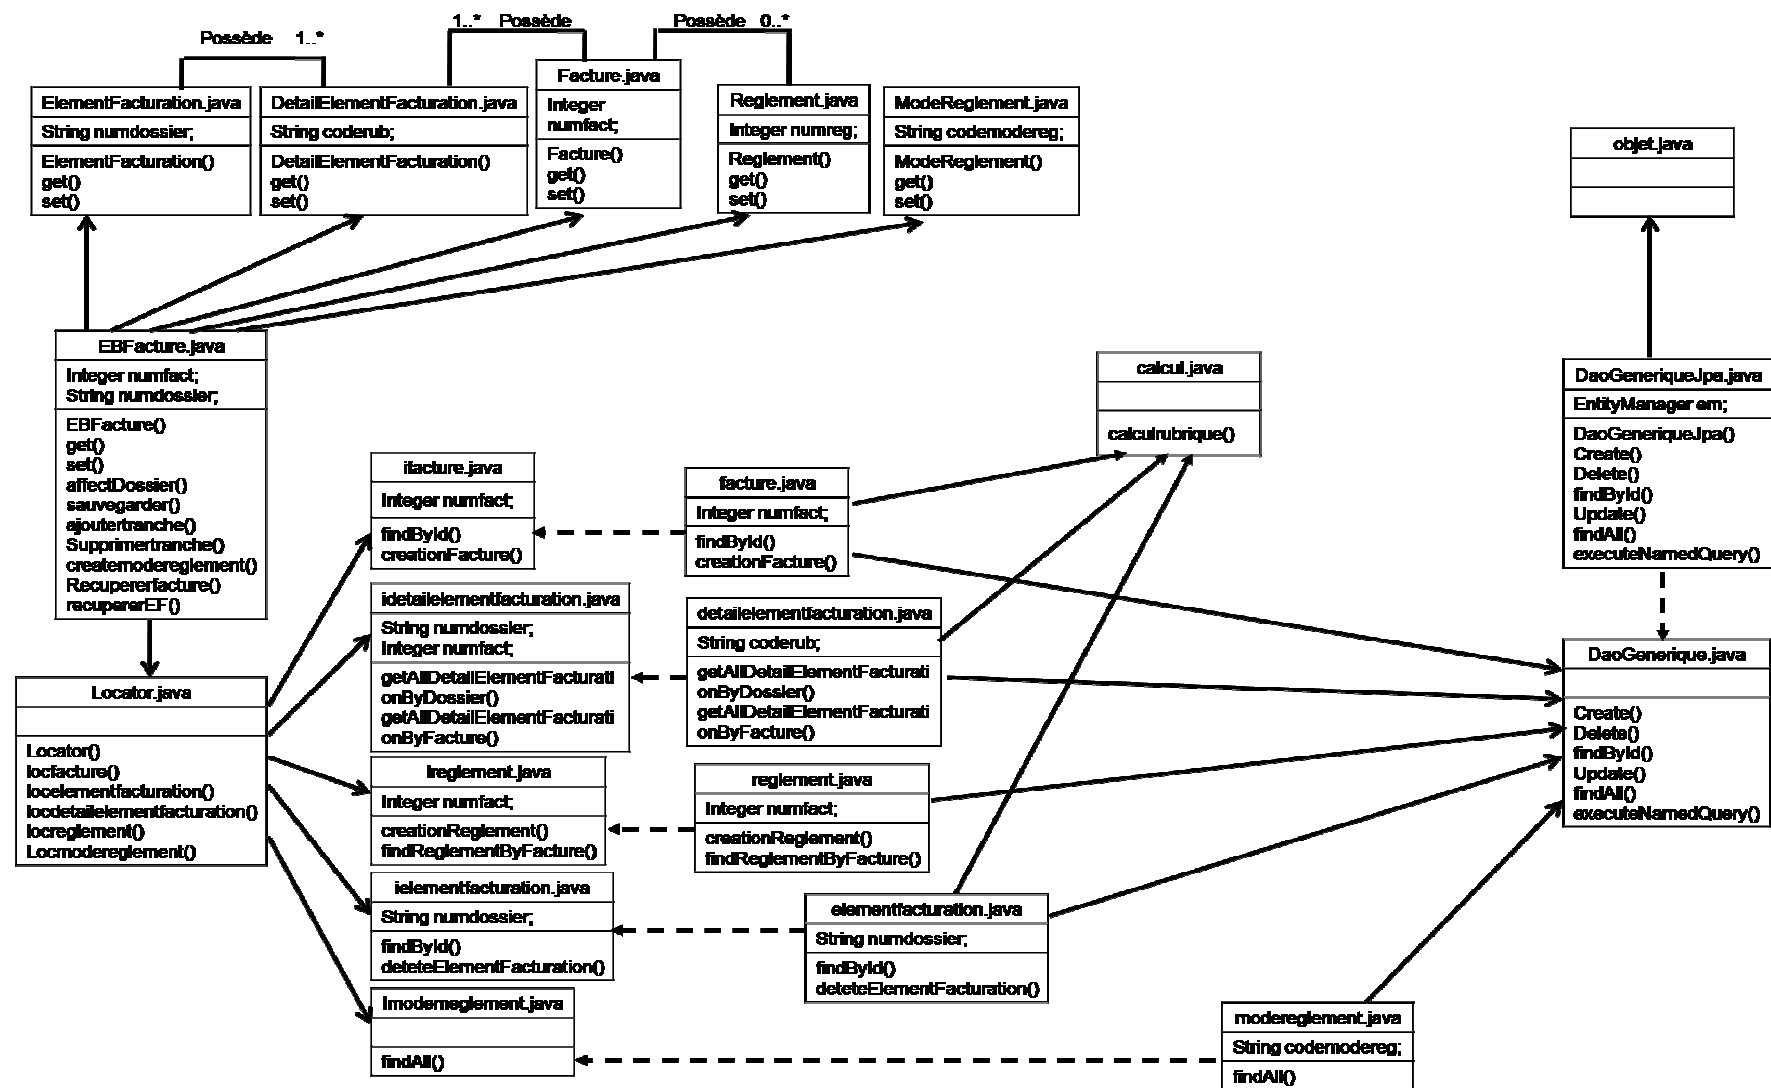 Possède 1..*
1..* Possède
Possède 0..*
ElementFacturation.java
String numdossier;
ElementFacturation()
get()
set()
DetailElementFacturation.java
String coderub;
DetailElementFacturation()
get()
set()
Facture.java
Integer
numfact;
Facture()
get()
set()
Reglement.java
Integer numreg;
Reglement()
get()
set()
ModeReglement.java
String codemodereg;
ModeReglement()
get()
set()
objet.java
EBFacture.java
Integer numfact;
String numdossier;
EBFacture()
get()
set()
affectDossier()
sauvegarder()
ajoutertranche()
Supprimertranche()
createmodereglement()
Recupererfacture()
recupererEF()
calcul.java
calculrubrique()
DaoGeneriqueJpa.java
EntityManager em;
DaoGeneriqueJpa()
Create()
Delete()
findById()
Update()
findAll()
executeNamedQuery()
ifacture.java
Integer numfact;
findById()
creationFacture()
facture.java
Integer numfact;
findById()
creationFacture()
idetailelementfacturation.java
String numdossier;
Integer numfact;
getAllDetailElementFacturati
onByDossier()
getAllDetailElementFacturati
onByFacture()
detailelementfacturation.java
String coderub;
getAllDetailElementFacturati
onByDossier()
getAllDetailElementFacturati
onByFacture()
DaoGenerique.java
Create()
Delete()
findById()
Update()
findAll()
executeNamedQuery()
Locator.java
Locator()
locfacture()
locelementfacturation()
locdetailelementfacturation()
locreglement()
Locmodereglement()
Ireglement.java
Integer numfact;
creationReglement()
findReglementByFacture()
reglement.java
Integer numfact;
creationReglement()
findReglementByFacture()
ielementfacturation.java
String numdossier;
findById()
deteteElementFacturation()
elementfacturation.java
String numdossier;
findById()
deteteElementFacturation()
Imoderneglement.java
findAll()
modereglement.java
String codemodereg;
findAll()